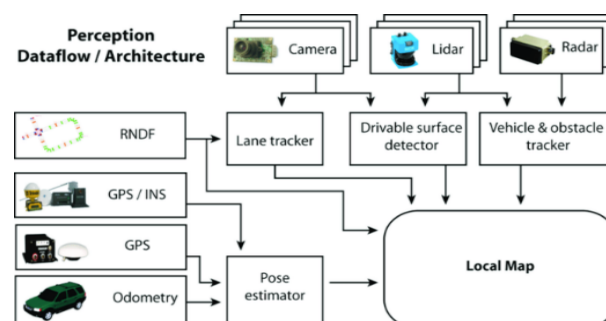 Perception
Dataflow / Architecture
Camera
Lidar
Radar
RNDF
Lane tracker
Drivable surface
detector
Vehicle & obstacle
tracker
GPS / INS
GPS
Odometry
Pose
estimator
Local Map